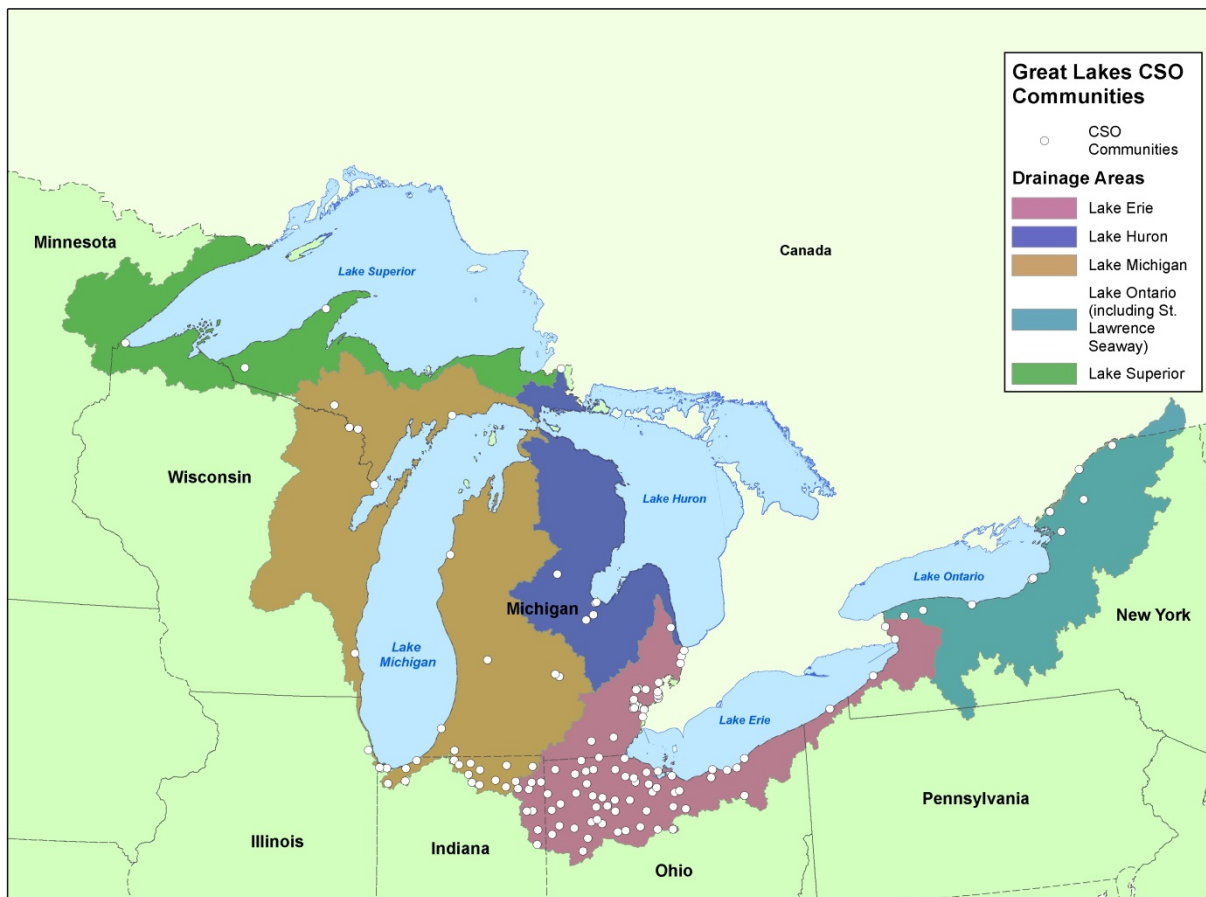 Great Lakes CSO
Communities
CSO
Communities
Drainage Areas
Lake Erie
Lake Huron
Lake Michigan
Lake Ontario
(including St.
Lawrence
Seaway)
Lake Superior
Minnesota
Canada
Lake Superior
Wisconsin
Lake Huron
Lake Ontario
Michigan
New York
Lake
Michigan
Lake Erie
Pennsylvania
Illinois
Indiana
Ohio